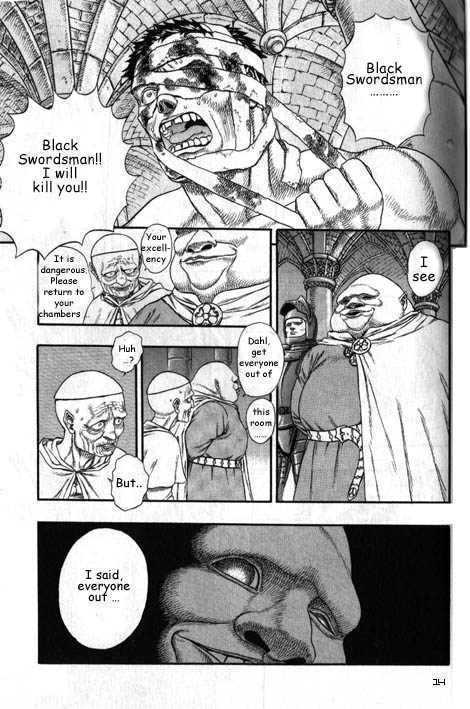 Black
Swordsman
.........
Black
Swordsman!!
I will
kill you!!
I
see
Your
excell-
ency
It is
dangerous.
Please
return to
your
chambers
Dahl,
get
everyone
out of
this
room
......
Huh
...?
But..
I said,
everyone
out ...
14